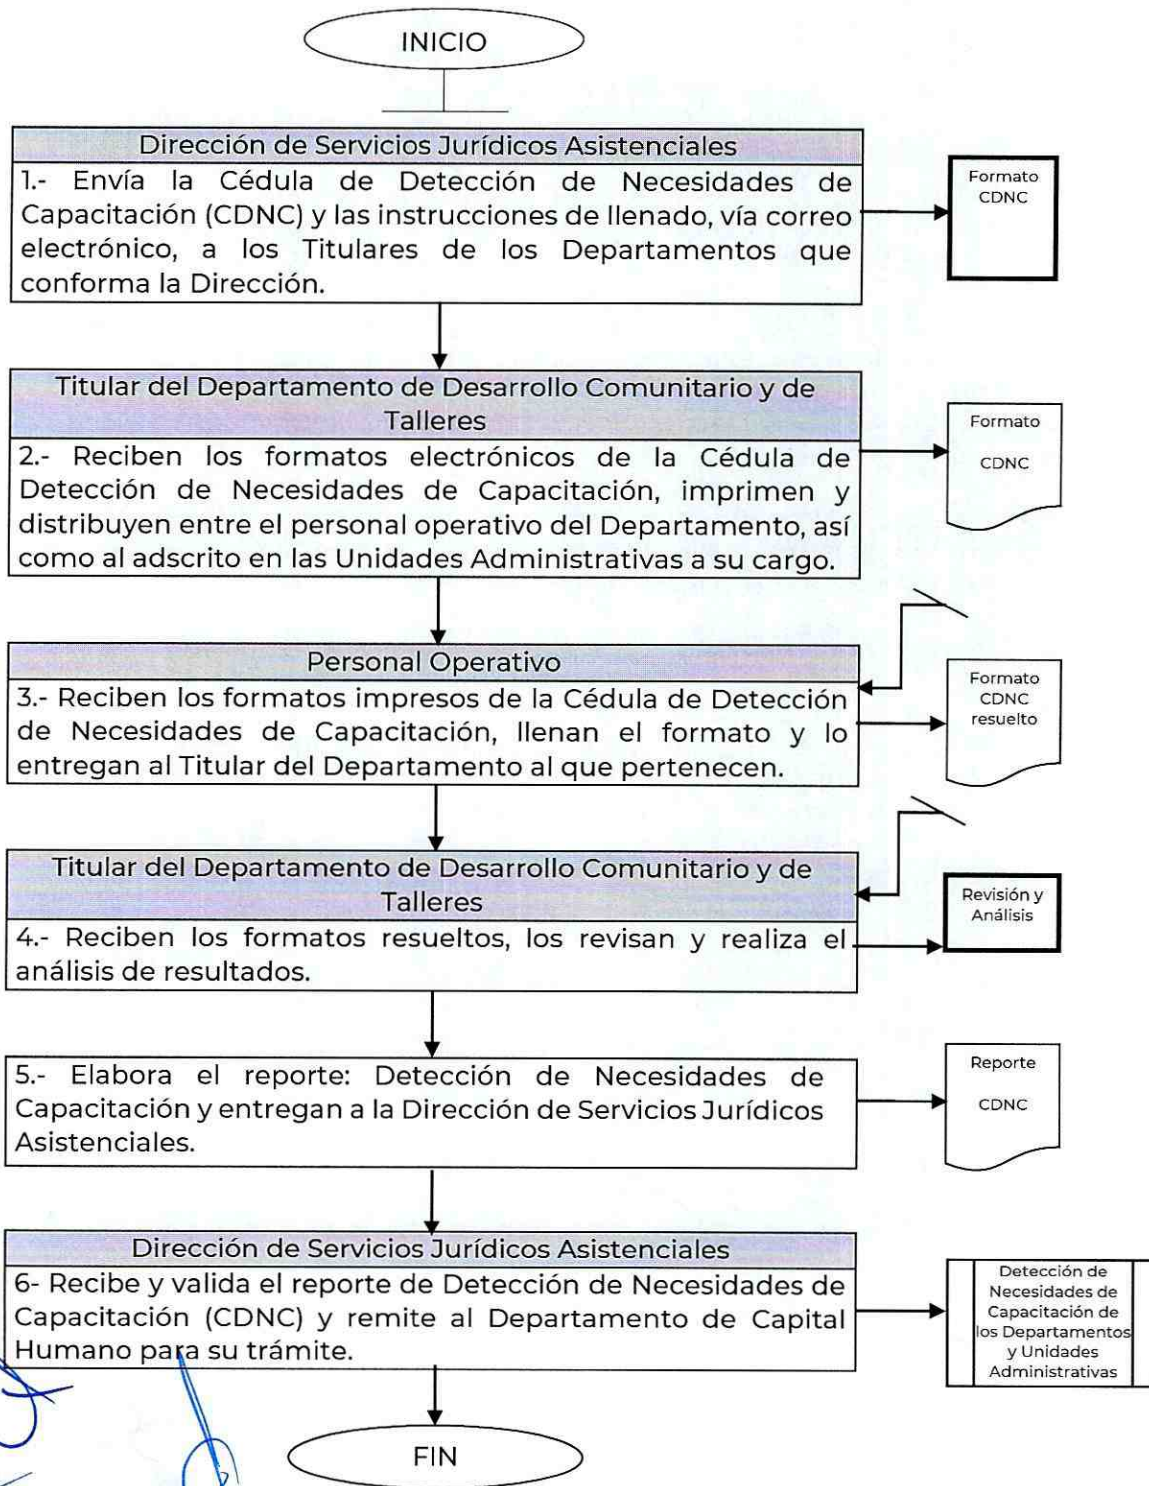 INICIO
Dirección de Servicios Jurídicos Asistenciales
1.- Envía la Cédula de Detección de Necesidades de
Capacitación (CDNC) y las instrucciones de llenado, vía correo
electrónico, a los Titulares de los Departamentos que
conforma la Dirección.
Formato
CDNC
Titular del Departamento de Desarrollo Comunitario y de
Talleres
2.- Reciben los formatos electrónicos de la Cédula de
Detección de Necesidades de Capacitación, imprimen y
distribuyen entre el personal operativo del Departamento, así
como al adscrito en las Unidades Administrativas a su cargo.
Formato
CDNC
Personal Operativo
3.- Reciben los formatos impresos de la Cédula de Detección
de Necesidades de Capacitación, llenan el formato y lo
entregan al Titular del Departamento al que pertenecen.
Formato
CDNC
resuelto
Titular del Departamento de Desarrollo Comunitario y de
Talleres
4.- Reciben los formatos resueltos, los revisan y realiza el
análisis de resultados.
Revisión y
Análisis
5.- Elabora el reporte: Detección de Necesidades de
Capacitación y entregan a la Dirección de Servicios Jurídicos
Asistenciales.
Reporte
CDNC
Dirección de Servicios Jurídicos Asistenciales
6- Recibe y valida el reporte de Detección de Necesidades de
Capacitación (CDNC) y remite al Departamento de Capital
Humano para su trámite.
Detección de
Necesidades de
Capacitación de
los Departamentos
y Unidades
Administrativas
FIN